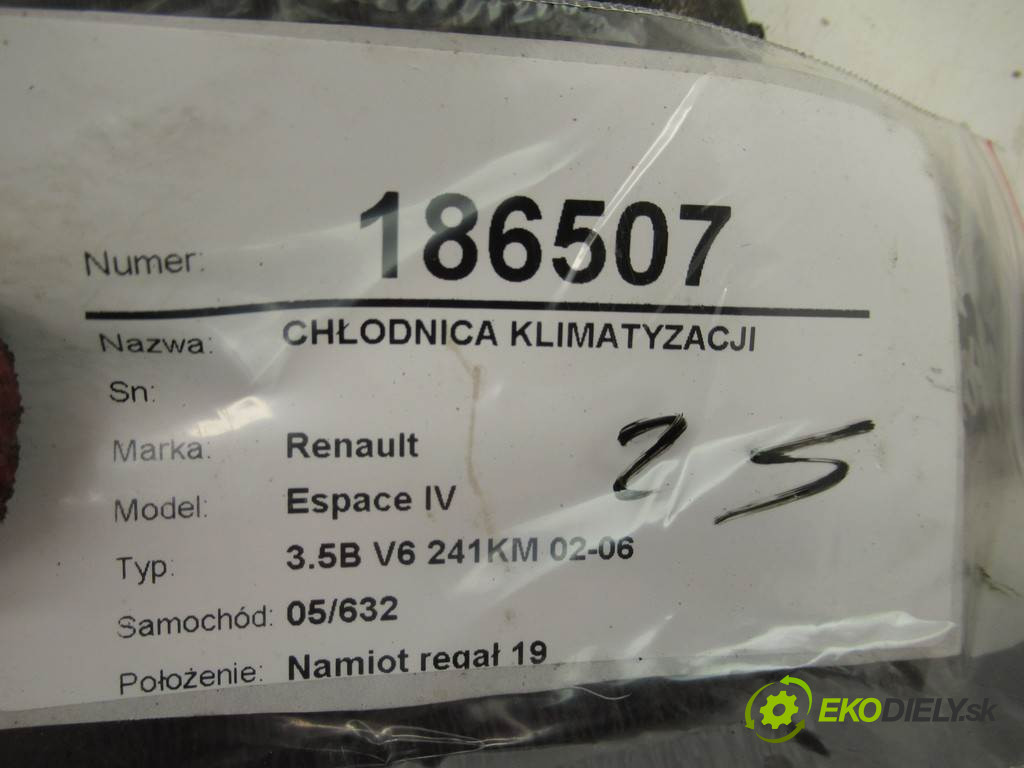 Numer: 186507
Nazwa: CHŁODNICA KLIMATYZACJI
Sn:
Marka: Renault
25
Model: Espace IV
Typ: 3.5B V6 241KM 02-06
Samochód: 05/632
Położenie: Namiot regał 19
EKODIELY.sk